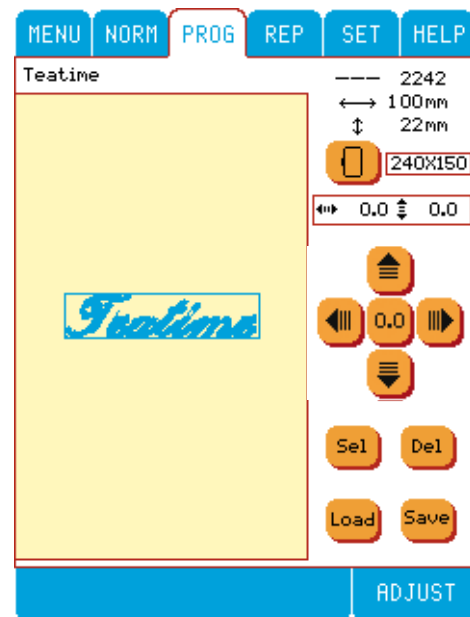 MENU NORM PROG REP SET HELP
Teatime
--- 2242
↔ 100mm
↕ 22mm
240X150
0.0 0.0
Teatime
0.0
Sel Del
Load Save
ADJUST